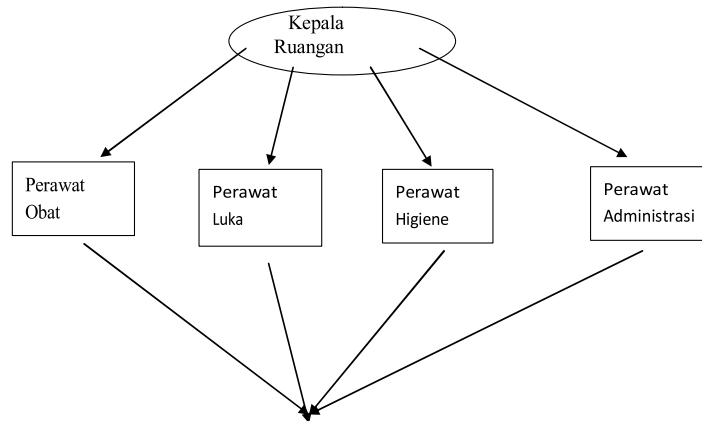 Kepala
Ruangan
Perawat
Obat
Perawat
Luka
Perawat
Higiene
Perawat
Administrasi